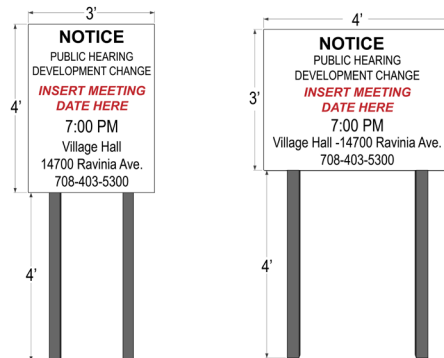 3’
4’
NOTICE
PUBLIC HEARING
DEVELOPMENT CHANGE
INSERT MEETING
DATE HERE
7:00 PM
Village Hall
14700 Ravinia Ave.
708-403-5300
4’
4’
3’
NOTICE
PUBLIC HEARING
DEVELOPMENT CHANGE
INSERT MEETING
DATE HERE
7:00 PM
Village Hall -14700 Ravinia Ave.
708-403-5300
4’